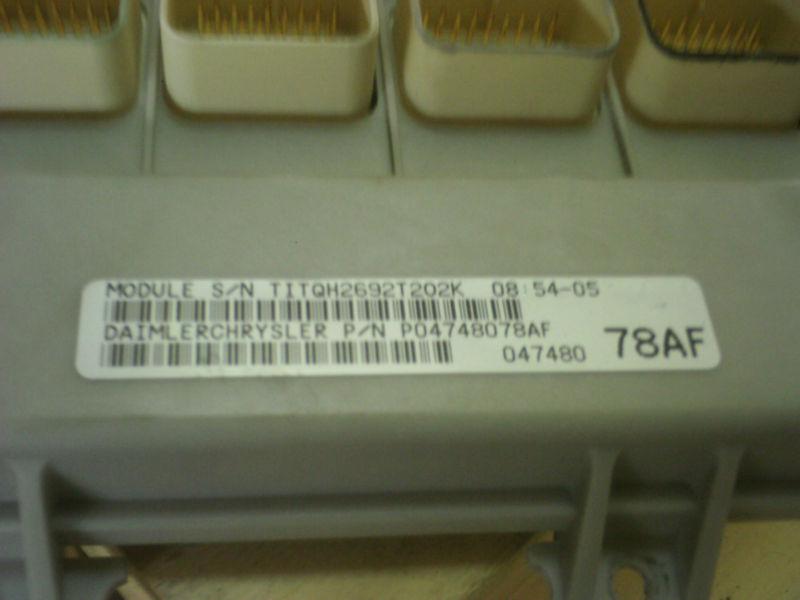 MODULE S/N TITQH2692T202K 08:54-05
DAIMLERCHRYSLER P/N P04748078AF
047480 78AF